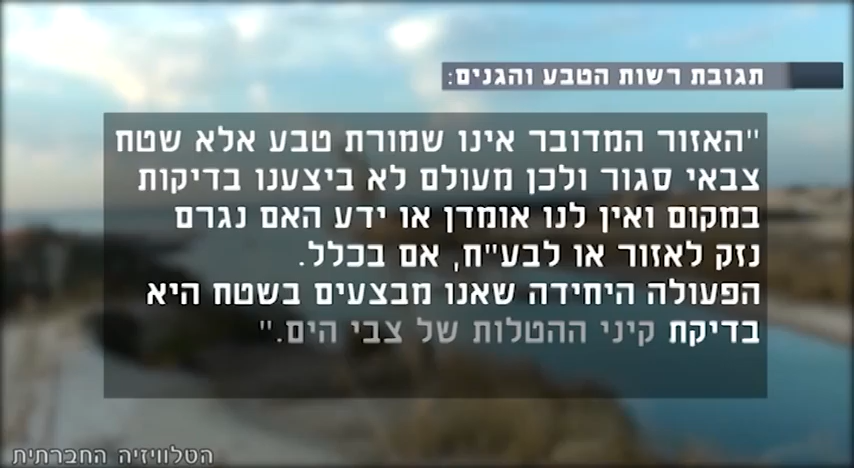 תגובת רשות הטבע והגנים:
"האזור המדובר אינו שמורת טבע אלא שטח
צבאי סגור ולכן מעולם לא ביצענו בדיקות
במקום ואין לנו אומדן או ידע האם נגרם
נזק לאזור או לבע"ח, אם בכלל.
הפעולה היחידה שאנו מבצעים בשטח היא
בדיקת קיני ההטלות של צבי הים."
הטלוויזיה החברתית